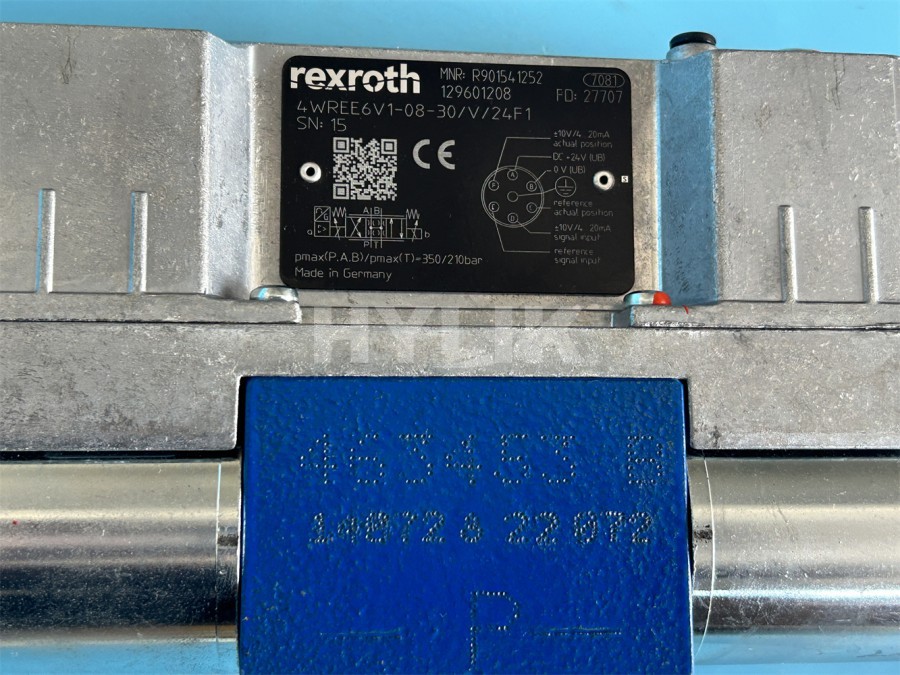 rexroth
MNR: R901541252
129601208
7081
FD: 27707
4WREE6V1-08-30/V/24F1
SN: 15
CE
±10V/4...20mA
actual position
DC =24V (UB)
0 V (UB)
reference
actual position
±10V/4...20mA
signal input
reference
signal input
A
B
C
D
E
F
A B
a
b
P T
pmax(P.A.B)/pmax(T)=350/210bar
Made in Germany
S
HYLIK
463453 B
22072
P